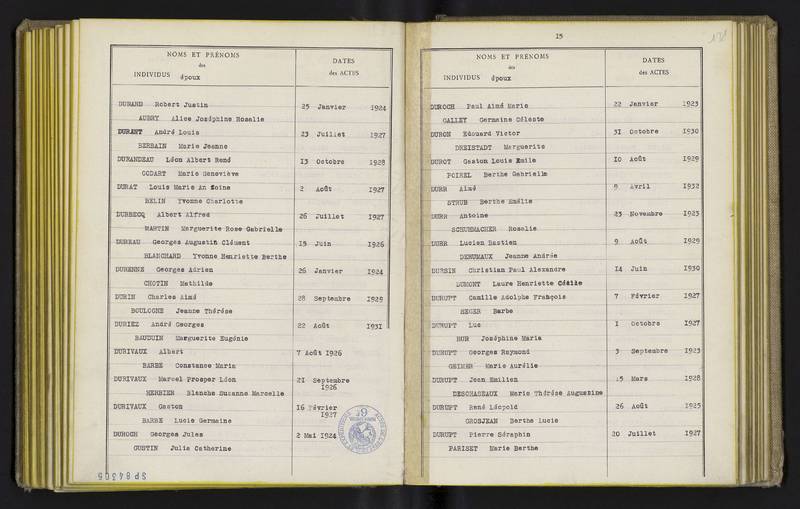 NOMS ET PRÉNOMS
des
INDIVIDUS époux
DATES
des ACTES
DURAND Robert Justin 25 Janvier 1924
AUBRY Alice Joséphine Rosalie
DURANT André Louis 23 Juillet 1927
BERBAIN Marie Jeanne
DURANDEAU Léon Albert René 13 Octobre 1928
GODART Marie Geneviève
DURAT Louis Marie An toine 2 Août 1927
BELIN Yvonne Charlotte
DURBECQ Albert Alfred 26 Juillet 1927
MARTIN Marguerite Rose Gabrielle
DUREAU Georges Augustin Clément 15 Juin 1926
BLANCHARD Yvonne Henriette Berthe
DURENNE Georges Adrien 26 Janvier 1924
CHOTIN Mathilde
DURIN Charles Aimé 28 Septembre 1929
BOULOGNE Jeanne Thérèse
DURIEZ André Georges 22 Août 1931
BAUDUIN Marguerite Eugénie
DURIVAUX Albert 7 Août 1926
BARBE Constance Marie
DURIVAUX Marcel Prosper Léon 21 Septembre
1926
HERBIEN Blanche Suzanne Marcelle
DURIVAUX Gaston 16 Février
1927
BARBE Lucie Germaine
DUROCH Georges Jules 2 Mai 1924
GUSTIN Julie Catherine
SP84305
15
NOMS ET PRÉNOMS
des
INDIVIDUS époux
DATES
des ACTES
DUROCH Paul Aimé Marie 22 Janvier 1923
GALLEY Germaine Céleste
DURON Edouard Victor 31 Octobre 1930
DREISTADT Marguerite
DUROT Gaston Louis Emile 10 Août 1929
POIREL Berthe Gabrielle
DURR Aimé 9 Avril 1932
STRUB Berthe Emélie
DURR Antoine 23 Novembre 1923
SCHUHMACHER Rosalie
DURR Lucien Bastien 9 Août 1929
DEHUMAUX Jeanne Andrée
DURSIN Christian Paul Alexandre 14 Juin 1930
DUMONT Laure Henriette Cécile
DURUPT Camille Adolphe François 7 Février 1927
HEGER Barbe
DURUPT Luc 1 Octobre 1927
HUR Joséphine Marie
DURUPT Georges Raymond 3 Septembre 1923
GEIMER Marie Aurélie
DURUPT Jean Emilien 15 Mars 1928
DESCHASEAUX Marie Thérèse Augustine
DURUPT René Léopold 26 Août 1925
GROSJEAN Berthe Lucie
DURUPT Pierre Séraphin 20 Juillet 1927
PARISET Marie Berthe